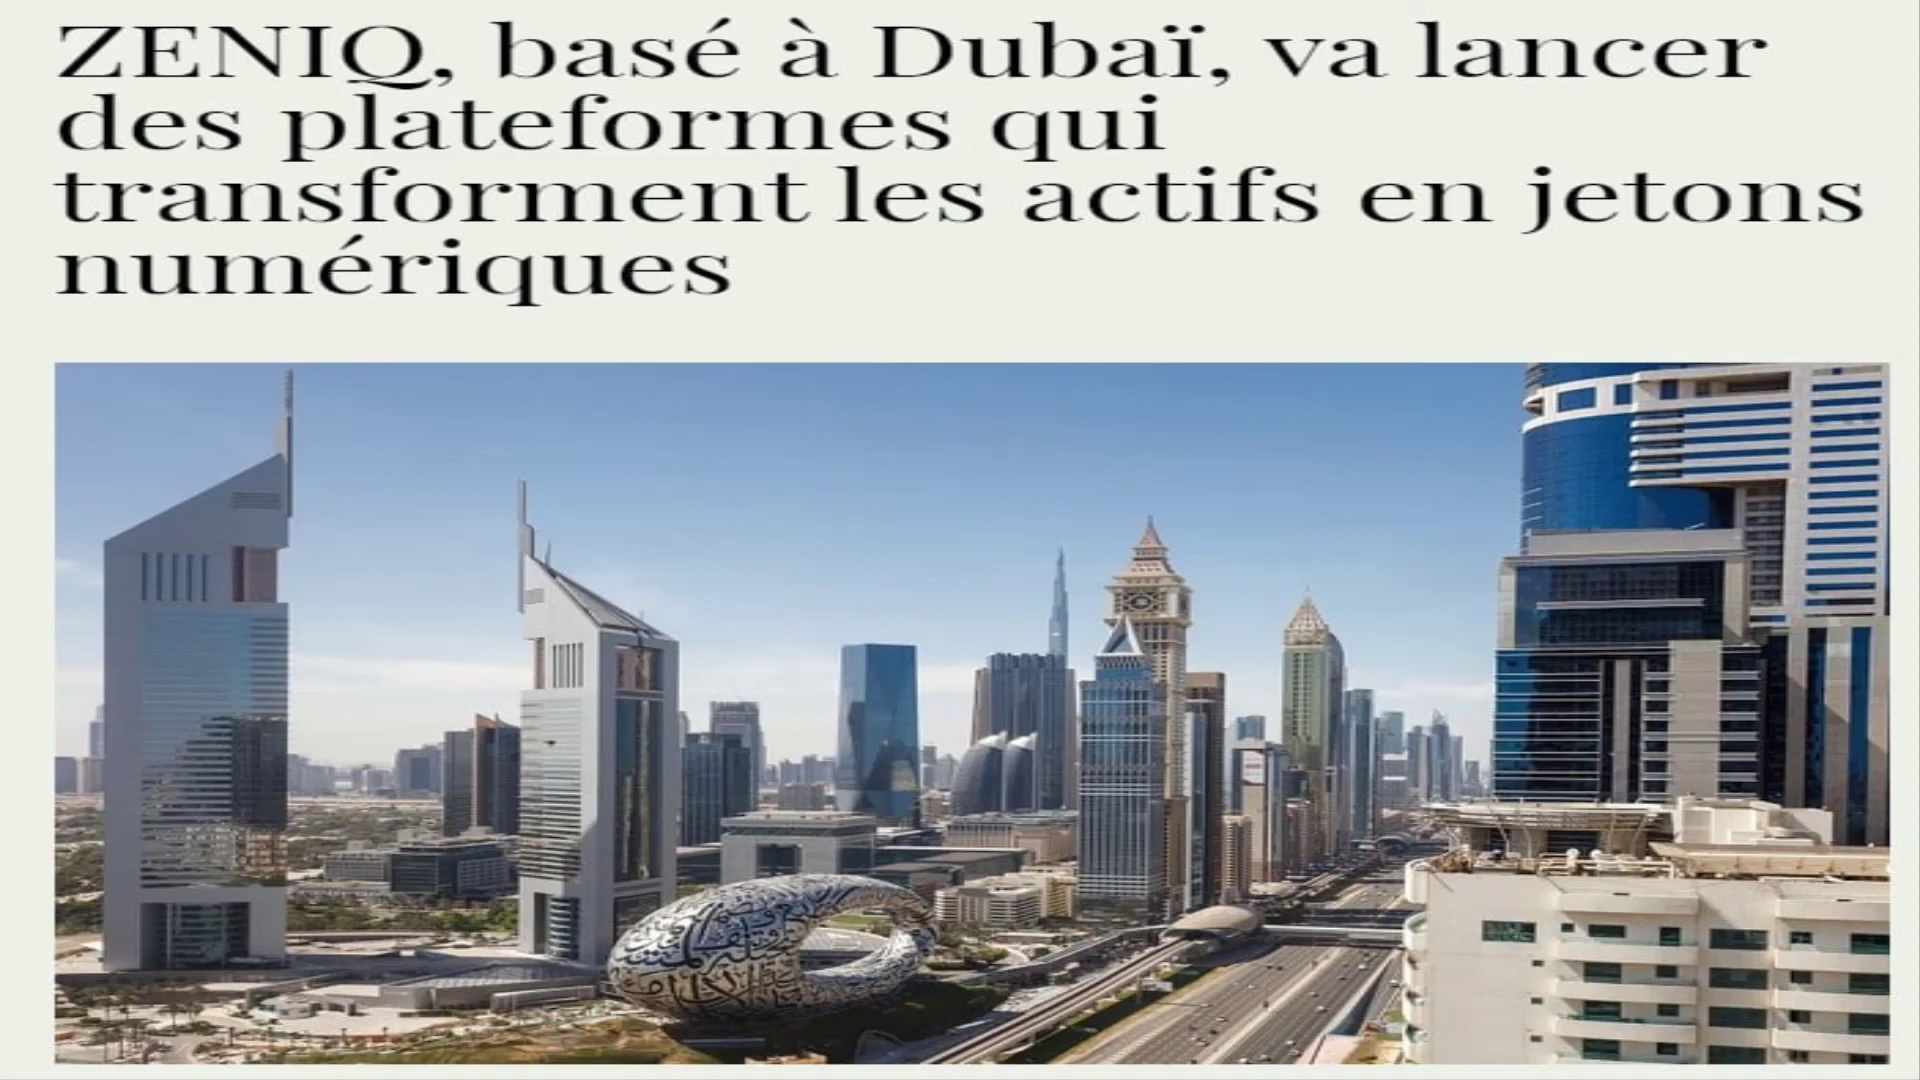 ZENIQ, basé à Dubaï, va lancer
des plateformes qui
transforment les actifs en jetons
numériques